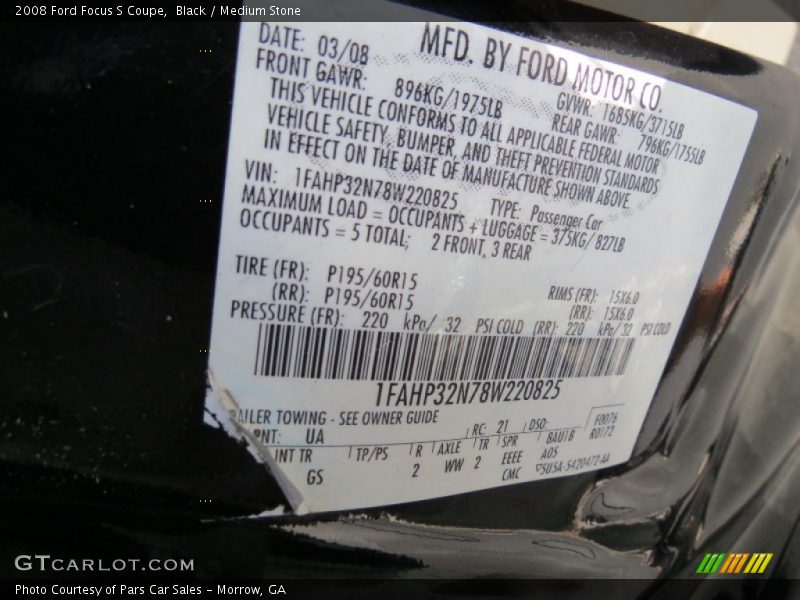 2008 Ford Focus S Coupe, Black / Medium Stone
DATE: 03/08 MFD. BY FORD MOTOR CO.
FRONT GAWR: 896KG/1975LB GVWR: 1685KG/3715LB
REAR GAWR: 796KG/1755LB
THIS VEHICLE CONFORMS TO ALL APPLICABLE FEDERAL MOTOR
VEHICLE SAFETY, BUMPER, AND THEFT PREVENTION STANDARDS
IN EFFECT ON THE DATE OF MANUFACTURE SHOWN ABOVE.
VIN: 1FAHP32N78W220825 TYPE: Passenger Car
MAXIMUM LOAD = OCCUPANTS + LUGGAGE = 375KG/ 827LB
OCCUPANTS = 5 TOTAL; 2 FRONT, 3 REAR
TIRE (FR): P195/60R15 RIMS (FR): 15X6.0
(RR): P195/60R15 (RR): 15X6.0
PRESSURE (FR): 220 kPa/ 32 PSI COLD (RR): 220 kPa/ 32 PSI COLD
1FAHP32N78W220825
RAILER TOWING - SEE OWNER GUIDE
PNT: UA RC: 21 DSO: F0076
R0172
INT TR TP/PS R AXLE TR SPR BAU18
GS 2 WW 2 EEEE A05
CMC 5U5A-5420472-AA
GTcarlot.com
Photo Courtesy of Pars Car Sales - Morrow, GA